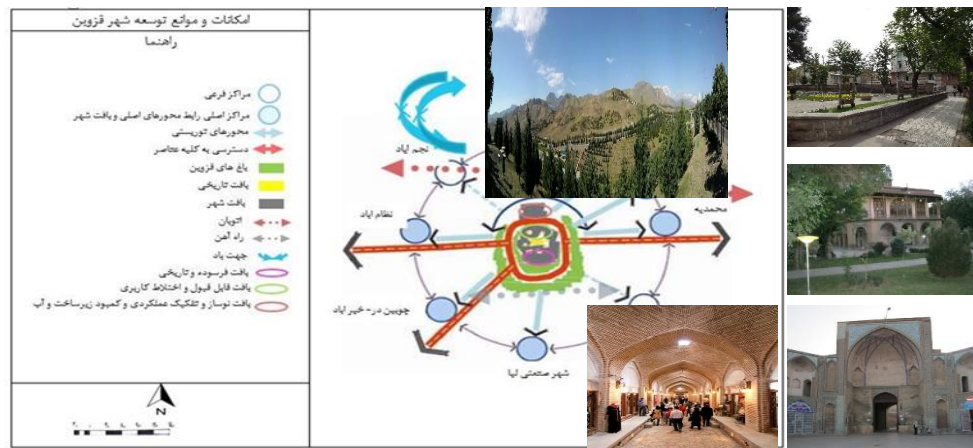 امکانات و موانع توسعه شهر قزوین
راهنما
مراکز فرعی
مراکز اصلی رابط محورهای اصلی و بافت شهر
محورهای توریستی
دسترسی به کلیه عناصر
باغ های قزوین
بافت تاریخی
بافت شهر
اتوبان
راه آهن
جهت باد
بافت فرسوده و تاریخی
بافت قابل قبول و اختلاط کاربری
بافت نوساز و تفکیک عملکردی و کمبود زیرساخت و آب
N
نجم اباد
محمدیه
نظام اباد
چوبین در- خیر اباد
شهر صنعتی لیا